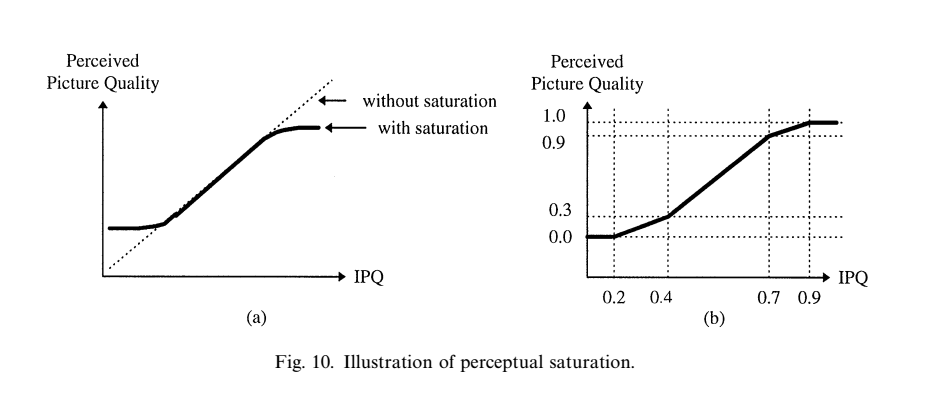 Perceived
Picture Quality
without saturation
with saturation
IPQ
(a)
Perceived
Picture Quality
1.0
0.9
0.3
0.0
IPQ
0.2 0.4 0.7 0.9
(b)
Fig. 10. Illustration of perceptual saturation.